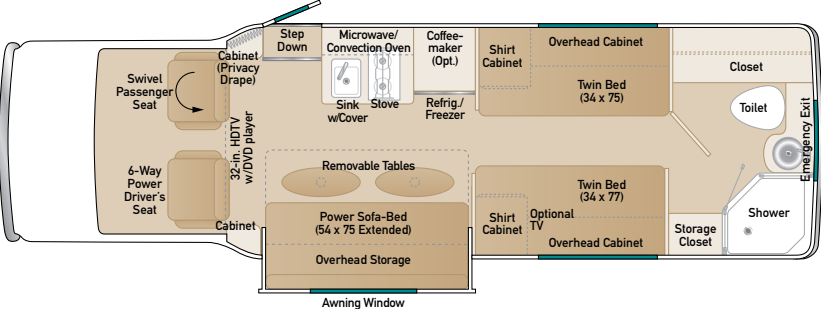 Step
Down
Microwave/
Convection Oven
Coffee-
maker
(Opt.)
Shirt
Cabinet
Overhead Cabinet
Twin Bed
(34 x 75)
Closet
Cabinet
(Privacy
Drape)
Swivel
Passenger
Seat
Sink
w/Cover
Stove
Refrig./
Freezer
Toilet
Emergency Exit
32-in. HDTV
w/DVD player
6-Way
Power
Driver's
Seat
Cabinet
Removable Tables
Power Sofa-Bed
(54 x 75 Extended)
Overhead Storage
Awning Window
Shirt
Cabinet
Optional
TV
Twin Bed
(34 x 77)
Overhead Cabinet
Storage
Closet
Shower